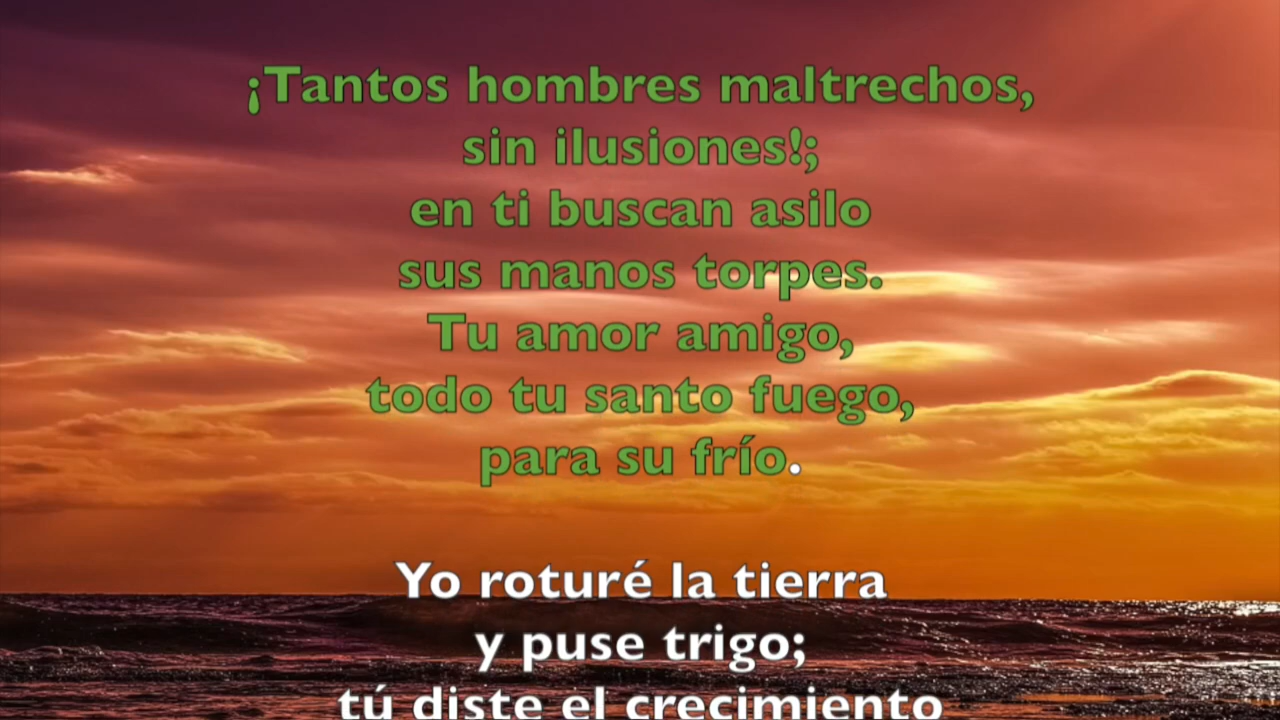 ¡Tantos hombres maltrechos,
sin ilusiones!;
en ti buscan asilo
sus manos torpes.
Tu amor amigo,
todo tu santo fuego,
para su frío.
Yo roturé la tierra
y puse trigo;
tú diste el crecimiento